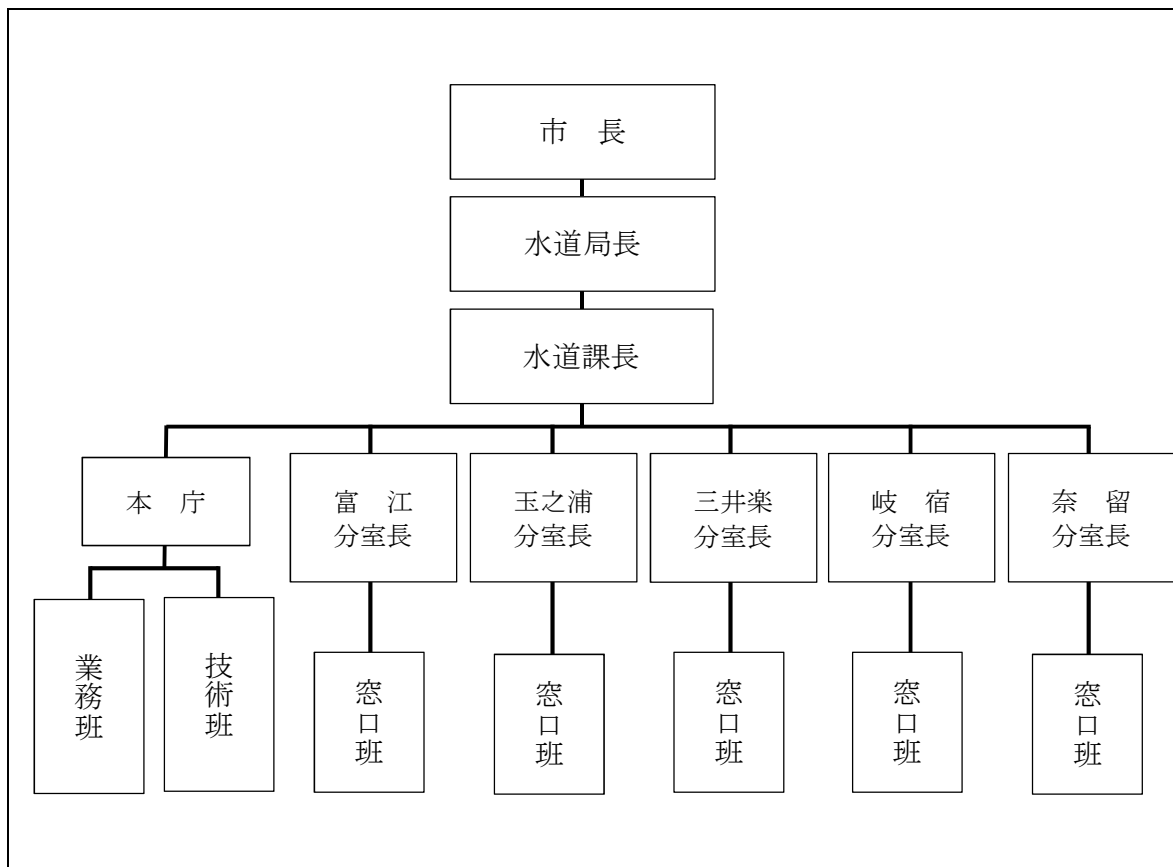 市　長
水道局長
水道課長
本　庁
富　江
分室長
玉之浦
分室長
三井楽
分室長
岐　宿
分室長
奈　留
分室長
業務班
技術班
窓口班
窓口班
窓口班
窓口班
窓口班